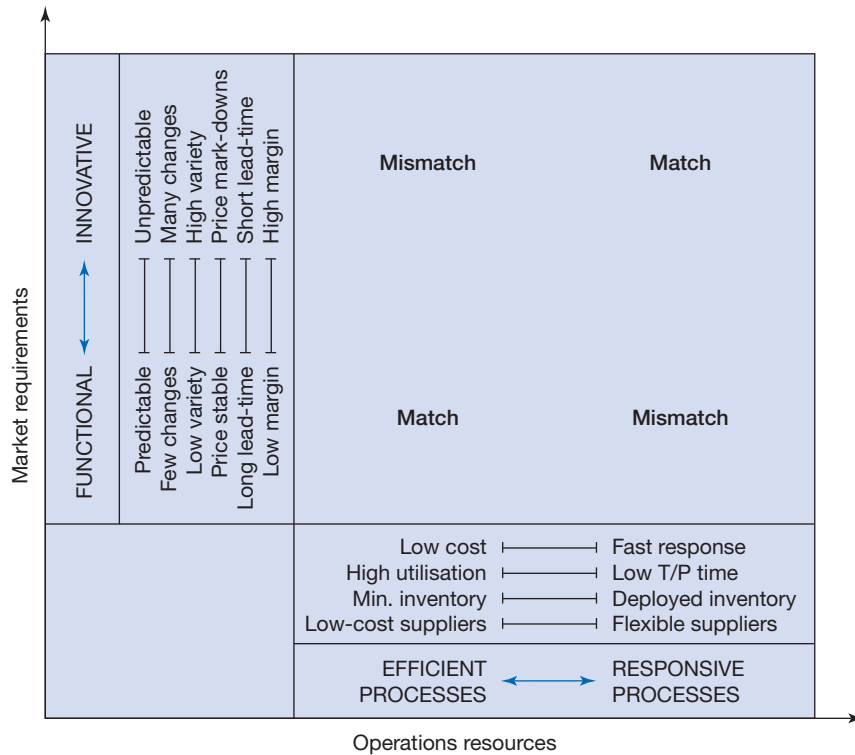 Market requirements
INNOVATIVE
FUNCTIONAL
Unpredictable
Many changes
High variety
Price mark-downs
Short lead-time
High margin
Predictable
Few changes
Low variety
Price stable
Long lead-time
Low margin
Mismatch
Match
Match
Mismatch
Low cost
Fast response
High utilisation
Low T/P time
Min. inventory
Deployed inventory
Low-cost suppliers
Flexible suppliers
EFFICIENT
PROCESSES
RESPONSIVE
PROCESSES
Operations resources